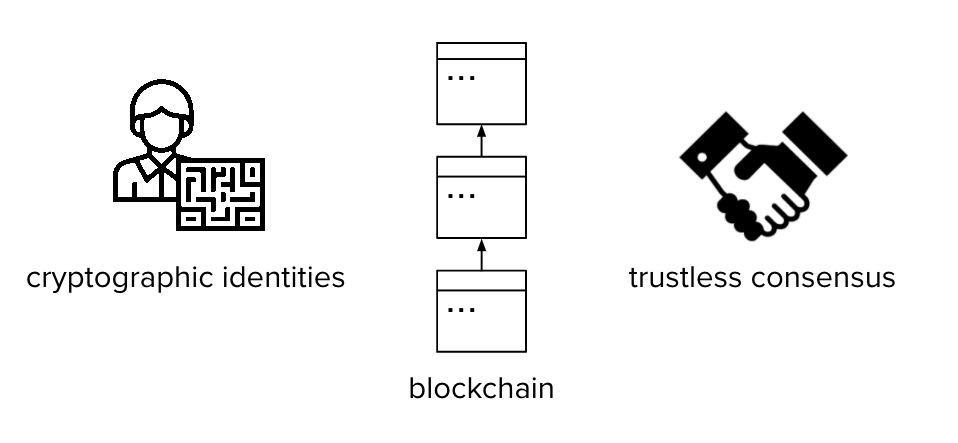 ...
...
cryptographic identities
trustless consensus
...
blockchain